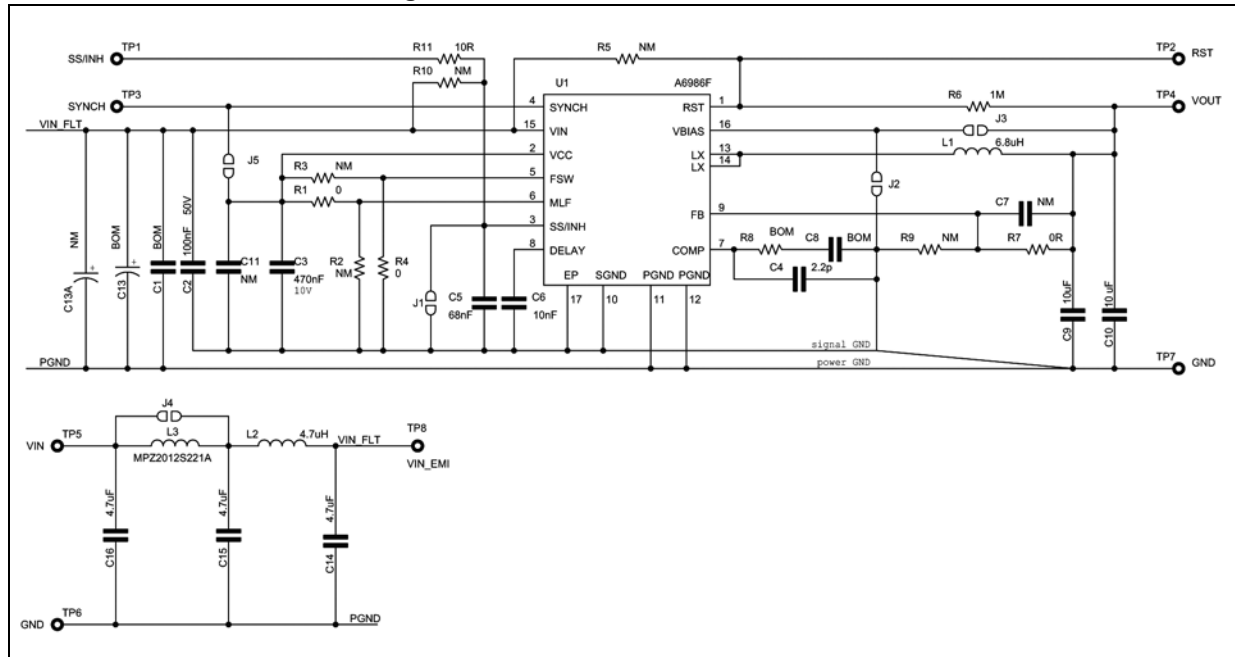 TP1
SS/INH
R11 10R
R10 NM
R5 NM
TP2
RST
U1 A6986F
TP3
SYNCH
4 SYNCH
RST 1
R6 1M
TP4
VOUT
VIN_FLT
15 VIN
VBIAS 16
J3
2 VCC
LX 13
LX 14
L1 6.8uH
J5
R3 NM
5 FSW
J2
R1 0
6 MLF
FB 9
C7 NM
3 SS/INH
8 DELAY
COMP 7
R8 BOM
C8 BOM
R9 NM
R7 0R
C4 2.2p
EP SGND PGND PGND
17 10 11 12
C13A NM
C13 BOM
C1 BOM
C2 100nF 50V
C11
NM
C3
470nF
10V
R2
NM
R4
0
J1
C5
68nF
C6
10nF
C9 10uF
C10 10 uF
signal GND
PGND
power GND
TP7
GND
J4
VIN
TP5
L3
MPZ2012S221A
L2 4.7uH
VIN_FLT
TP8
VIN_EMI
C16 4.7uF
C15 4.7uF
C14 4.7uF
GND
TP6
PGND